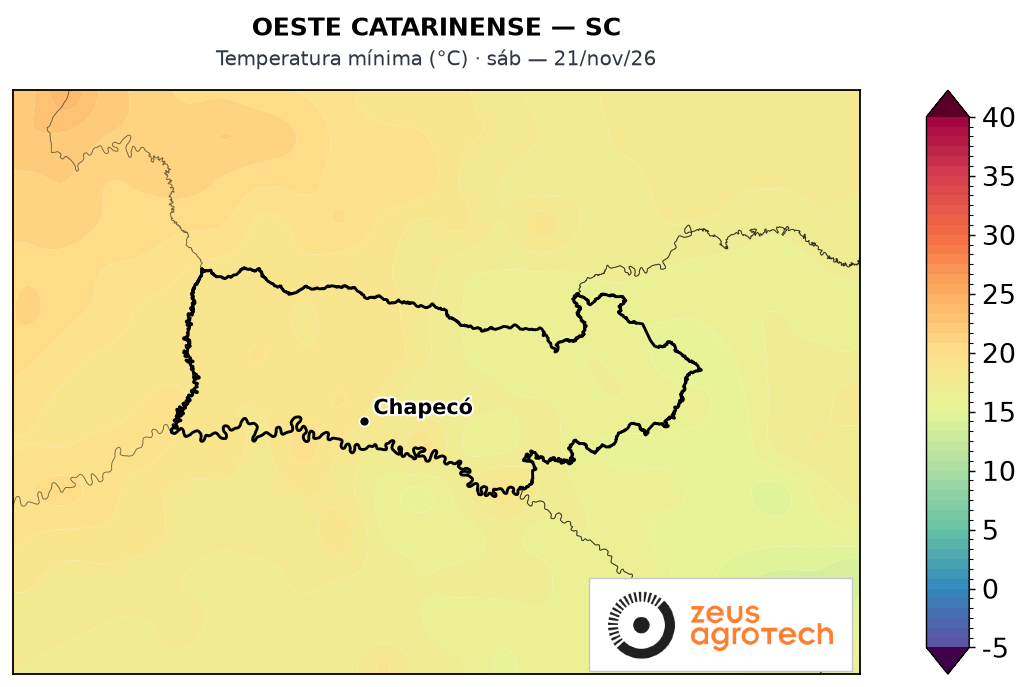 OESTE CATARINENSE — SC
Temperatura mínima (°C) · sáb — 21/nov/26
Chapecó
40
35
30
25
20
15
10
5
0
-5
zeus
agrotech